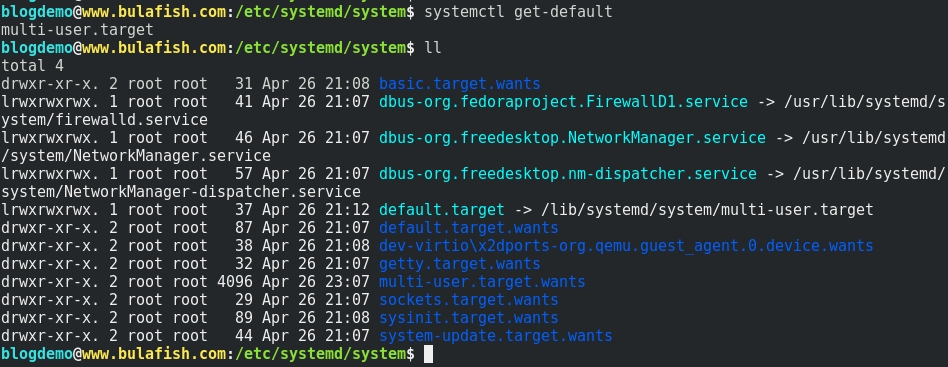 blogdemo@www.bulafish.com:/etc/systemd/system$ systemctl get-default
multi-user.target
blogdemo@www.bulafish.com:/etc/systemd/system$ ll
total 4
drwxr-xr-x. 2 root root   31 Apr 26 21:08 basic.target.wants
lrwxrwxrwx. 1 root root   41 Apr 26 21:07 dbus-org.fedoraproject.FirewallD1.service -> /usr/lib/systemd/s
ystem/firewalld.service
lrwxrwxrwx. 1 root root   46 Apr 26 21:07 dbus-org.freedesktop.NetworkManager.service -> /usr/lib/systemd
/system/NetworkManager.service
lrwxrwxrwx. 1 root root   57 Apr 26 21:07 dbus-org.freedesktop.nm-dispatcher.service -> /usr/lib/systemd/
system/NetworkManager-dispatcher.service
lrwxrwxrwx. 1 root root   37 Apr 26 21:12 default.target -> /lib/systemd/system/multi-user.target
drwxr-xr-x. 2 root root   87 Apr 26 21:07 default.target.wants
drwxr-xr-x. 2 root root   38 Apr 26 21:08 dev-virtio\x2dports-org.qemu.guest_agent.0.device.wants
drwxr-xr-x. 2 root root   32 Apr 26 21:07 getty.target.wants
drwxr-xr-x. 2 root root 4096 Apr 26 23:07 multi-user.target.wants
drwxr-xr-x. 2 root root   29 Apr 26 21:07 sockets.target.wants
drwxr-xr-x. 2 root root   89 Apr 26 21:08 sysinit.target.wants
drwxr-xr-x. 2 root root   44 Apr 26 21:07 system-update.target.wants
blogdemo@www.bulafish.com:/etc/systemd/system$